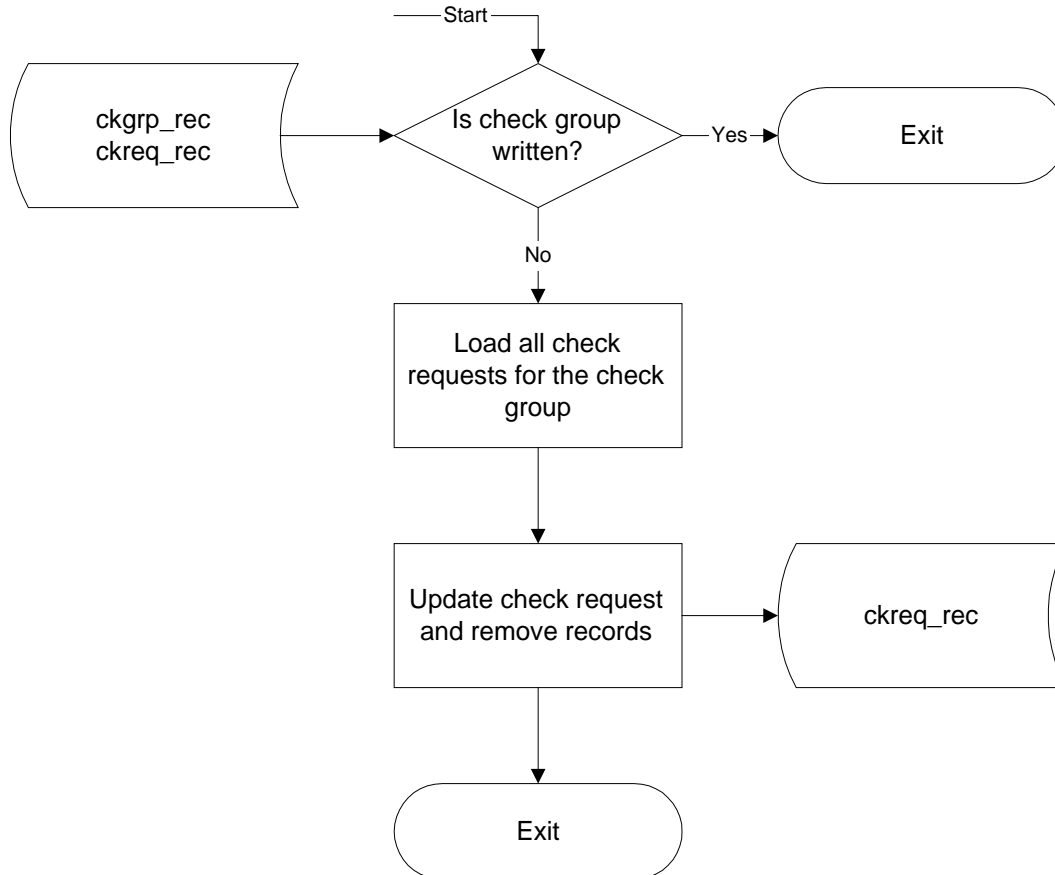 Start
ckgrp_rec
ckreq_rec
Is check group
written?
Yes
Exit
No
Load all check
requests for the check
group
Update check request
and remove records
ckreq_rec
Exit